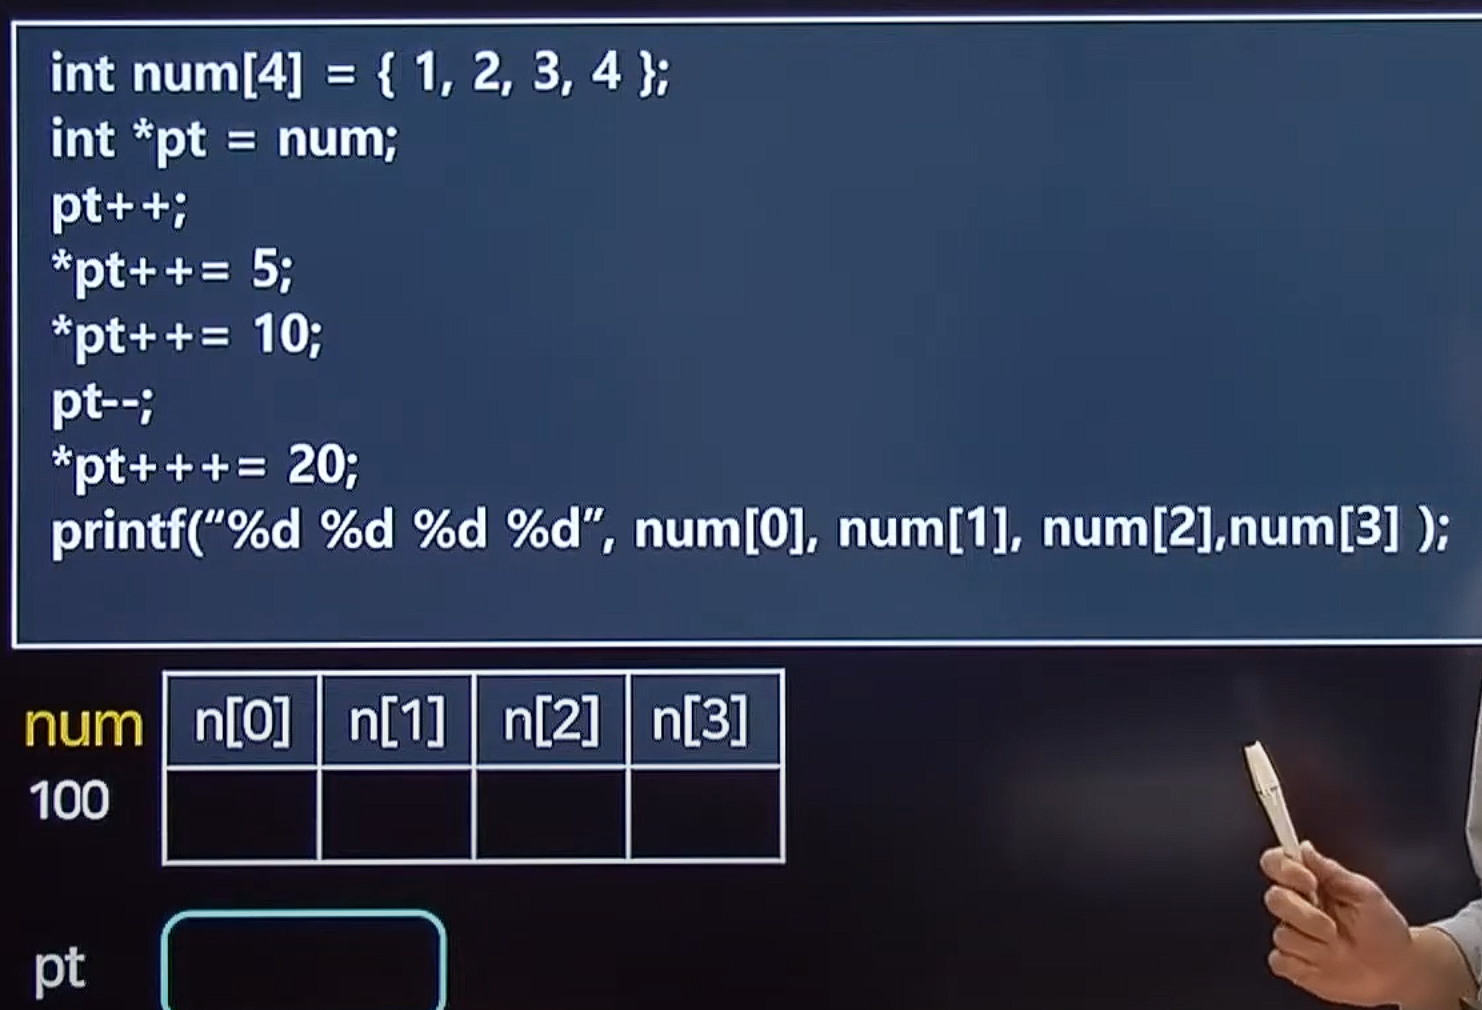 int num[4] = { 1, 2, 3, 4 };
int *pt = num;
pt++;
*pt++= 5;
*pt++= 10;
pt--;
*pt+++= 20;
printf(“%d %d %d %d”, num[0], num[1], num[2],num[3] );
num n[0] n[1] n[2] n[3]
100
pt